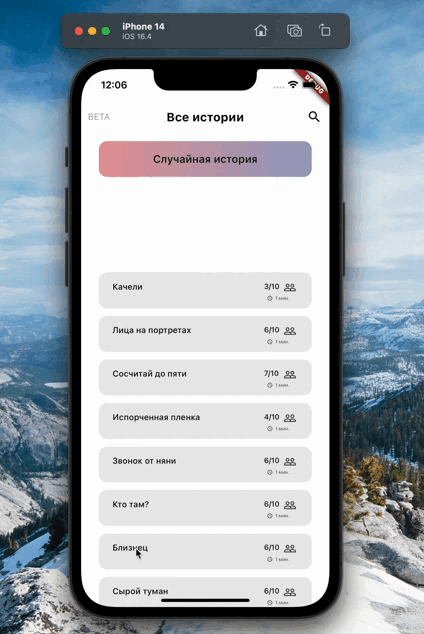 iPhone 14
iOS 16.4
12:06
DEBUG
BETA
Все истории
Случайная история
Качели
3/10
1 мин.
Лица на портретах
6/10
1 мин.
Сосчитай до пяти
7/10
1 мин.
Испорченная пленка
4/10
1 мин.
Звонок от няни
6/10
1 мин.
Кто там?
6/10
1 мин.
Близнец
6/10
1 мин.
Сырой туман
6/10
1 мин.